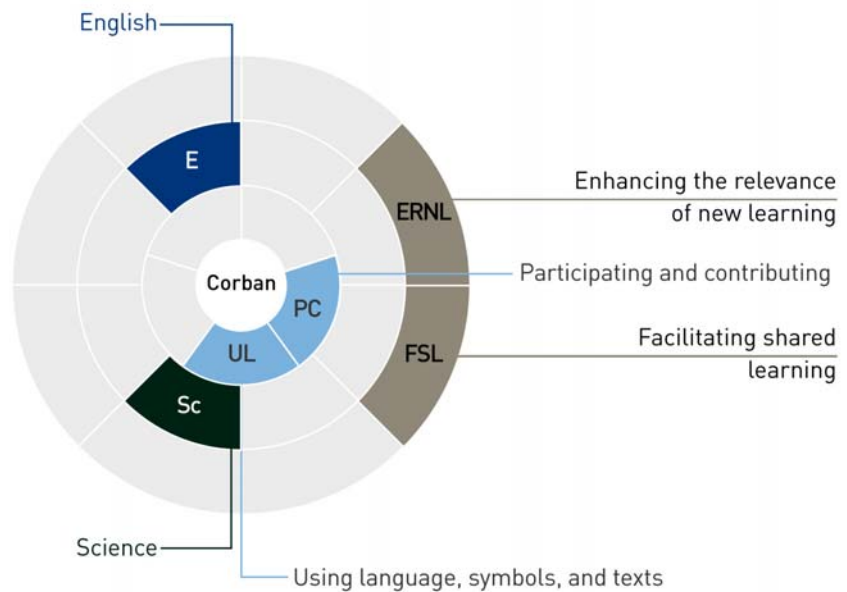 English
E
Enhancing the relevance
of new learning
ERNL
Participating and contributing
Corban
PC
Facilitating shared
learning
UL
FSL
Sc
Science
Using language, symbols, and texts